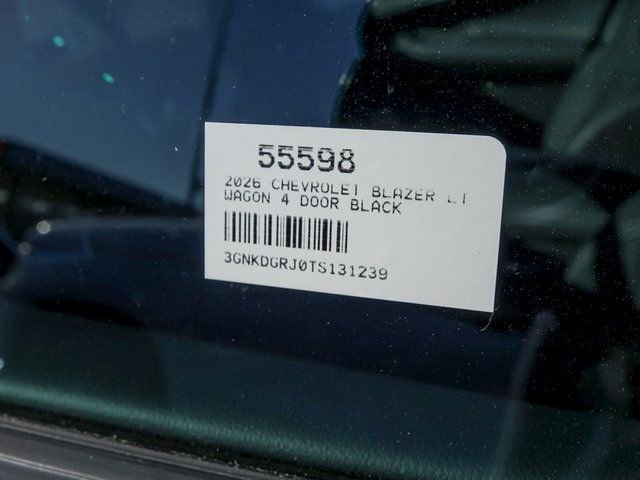 55598
2026 CHEVROLET BLAZER LT
WAGON 4 DOOR BLACK
3GNKDGRJ0TS131239